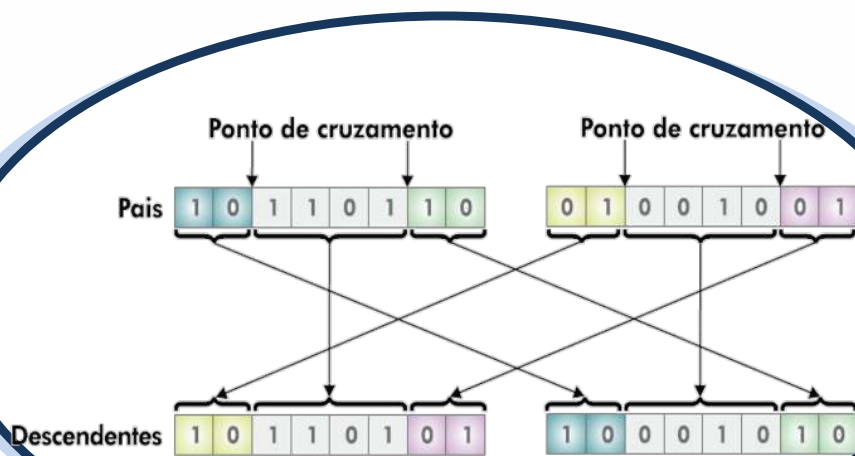 Ponto de cruzamento Ponto de cruzamento
Pais 1 0 1 1 0 1 1 0 0 1 0 0 1 0 0 1
Descendentes 1 0 1 1 0 1 0 1 1 0 0 0 1 0 1 0